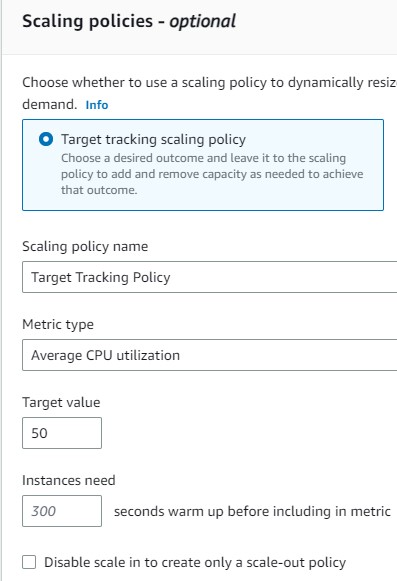 Scaling policies - optional
Choose whether to use a scaling policy to dynamically resiz
demand. Info
Target tracking scaling policy
Choose a desired outcome and leave it to the scaling
policy to add and remove capacity as needed to achieve
that outcome.
Scaling policy name
Target Tracking Policy
Metric type
Average CPU utilization
Target value
50
Instances need
300 seconds warm up before including in metric
Disable scale in to create only a scale-out policy